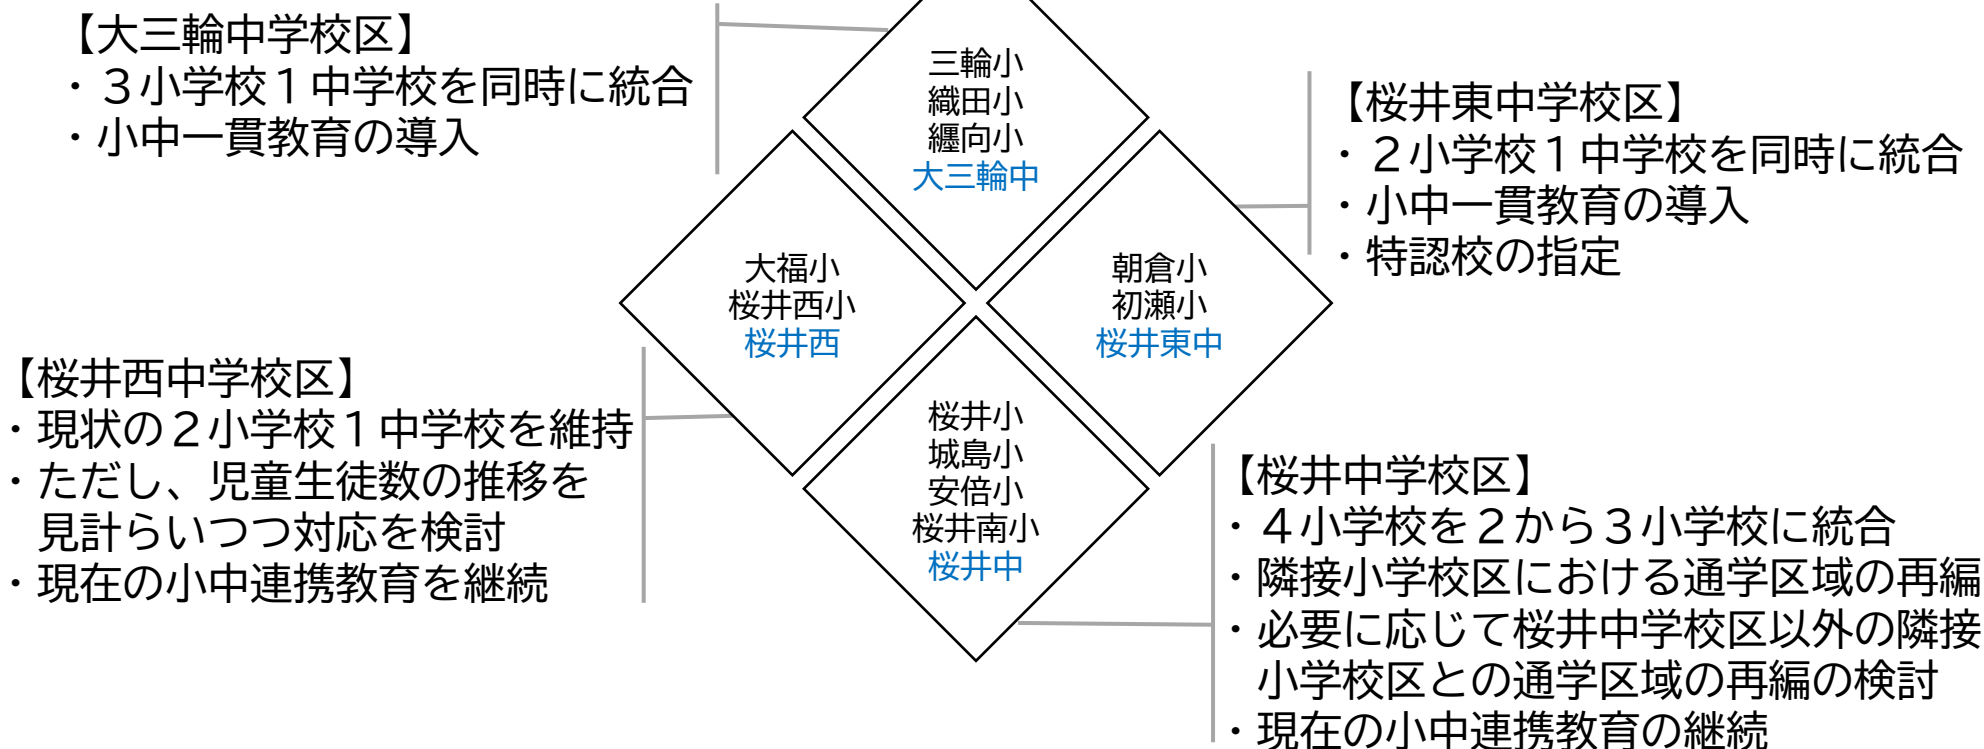 【大三輪中学校区】
・３小学校１中学校を同時に統合
・小中一貫教育の導入
三輪小
織田小
纒向小
大三輪中
【桜井東中学校区】
・２小学校１中学校を同時に統合
・小中一貫教育の導入
・特認校の指定
大福小
桜井西小
桜井西
朝倉小
初瀬小
桜井東中
【桜井西中学校区】
・現状の２小学校１中学校を維持
・ただし、児童生徒数の推移を
見計らいつつ対応を検討
・現在の小中連携教育を継続
桜井小
城島小
安倍小
桜井南小
桜井中
【桜井中学校区】
・４小学校を２から３小学校に統合
・隣接小学校区における通学区域の再編
・必要に応じて桜井中学校区以外の隣接
小学校区との通学区域の再編の検討
・現在の小中連携教育の継続